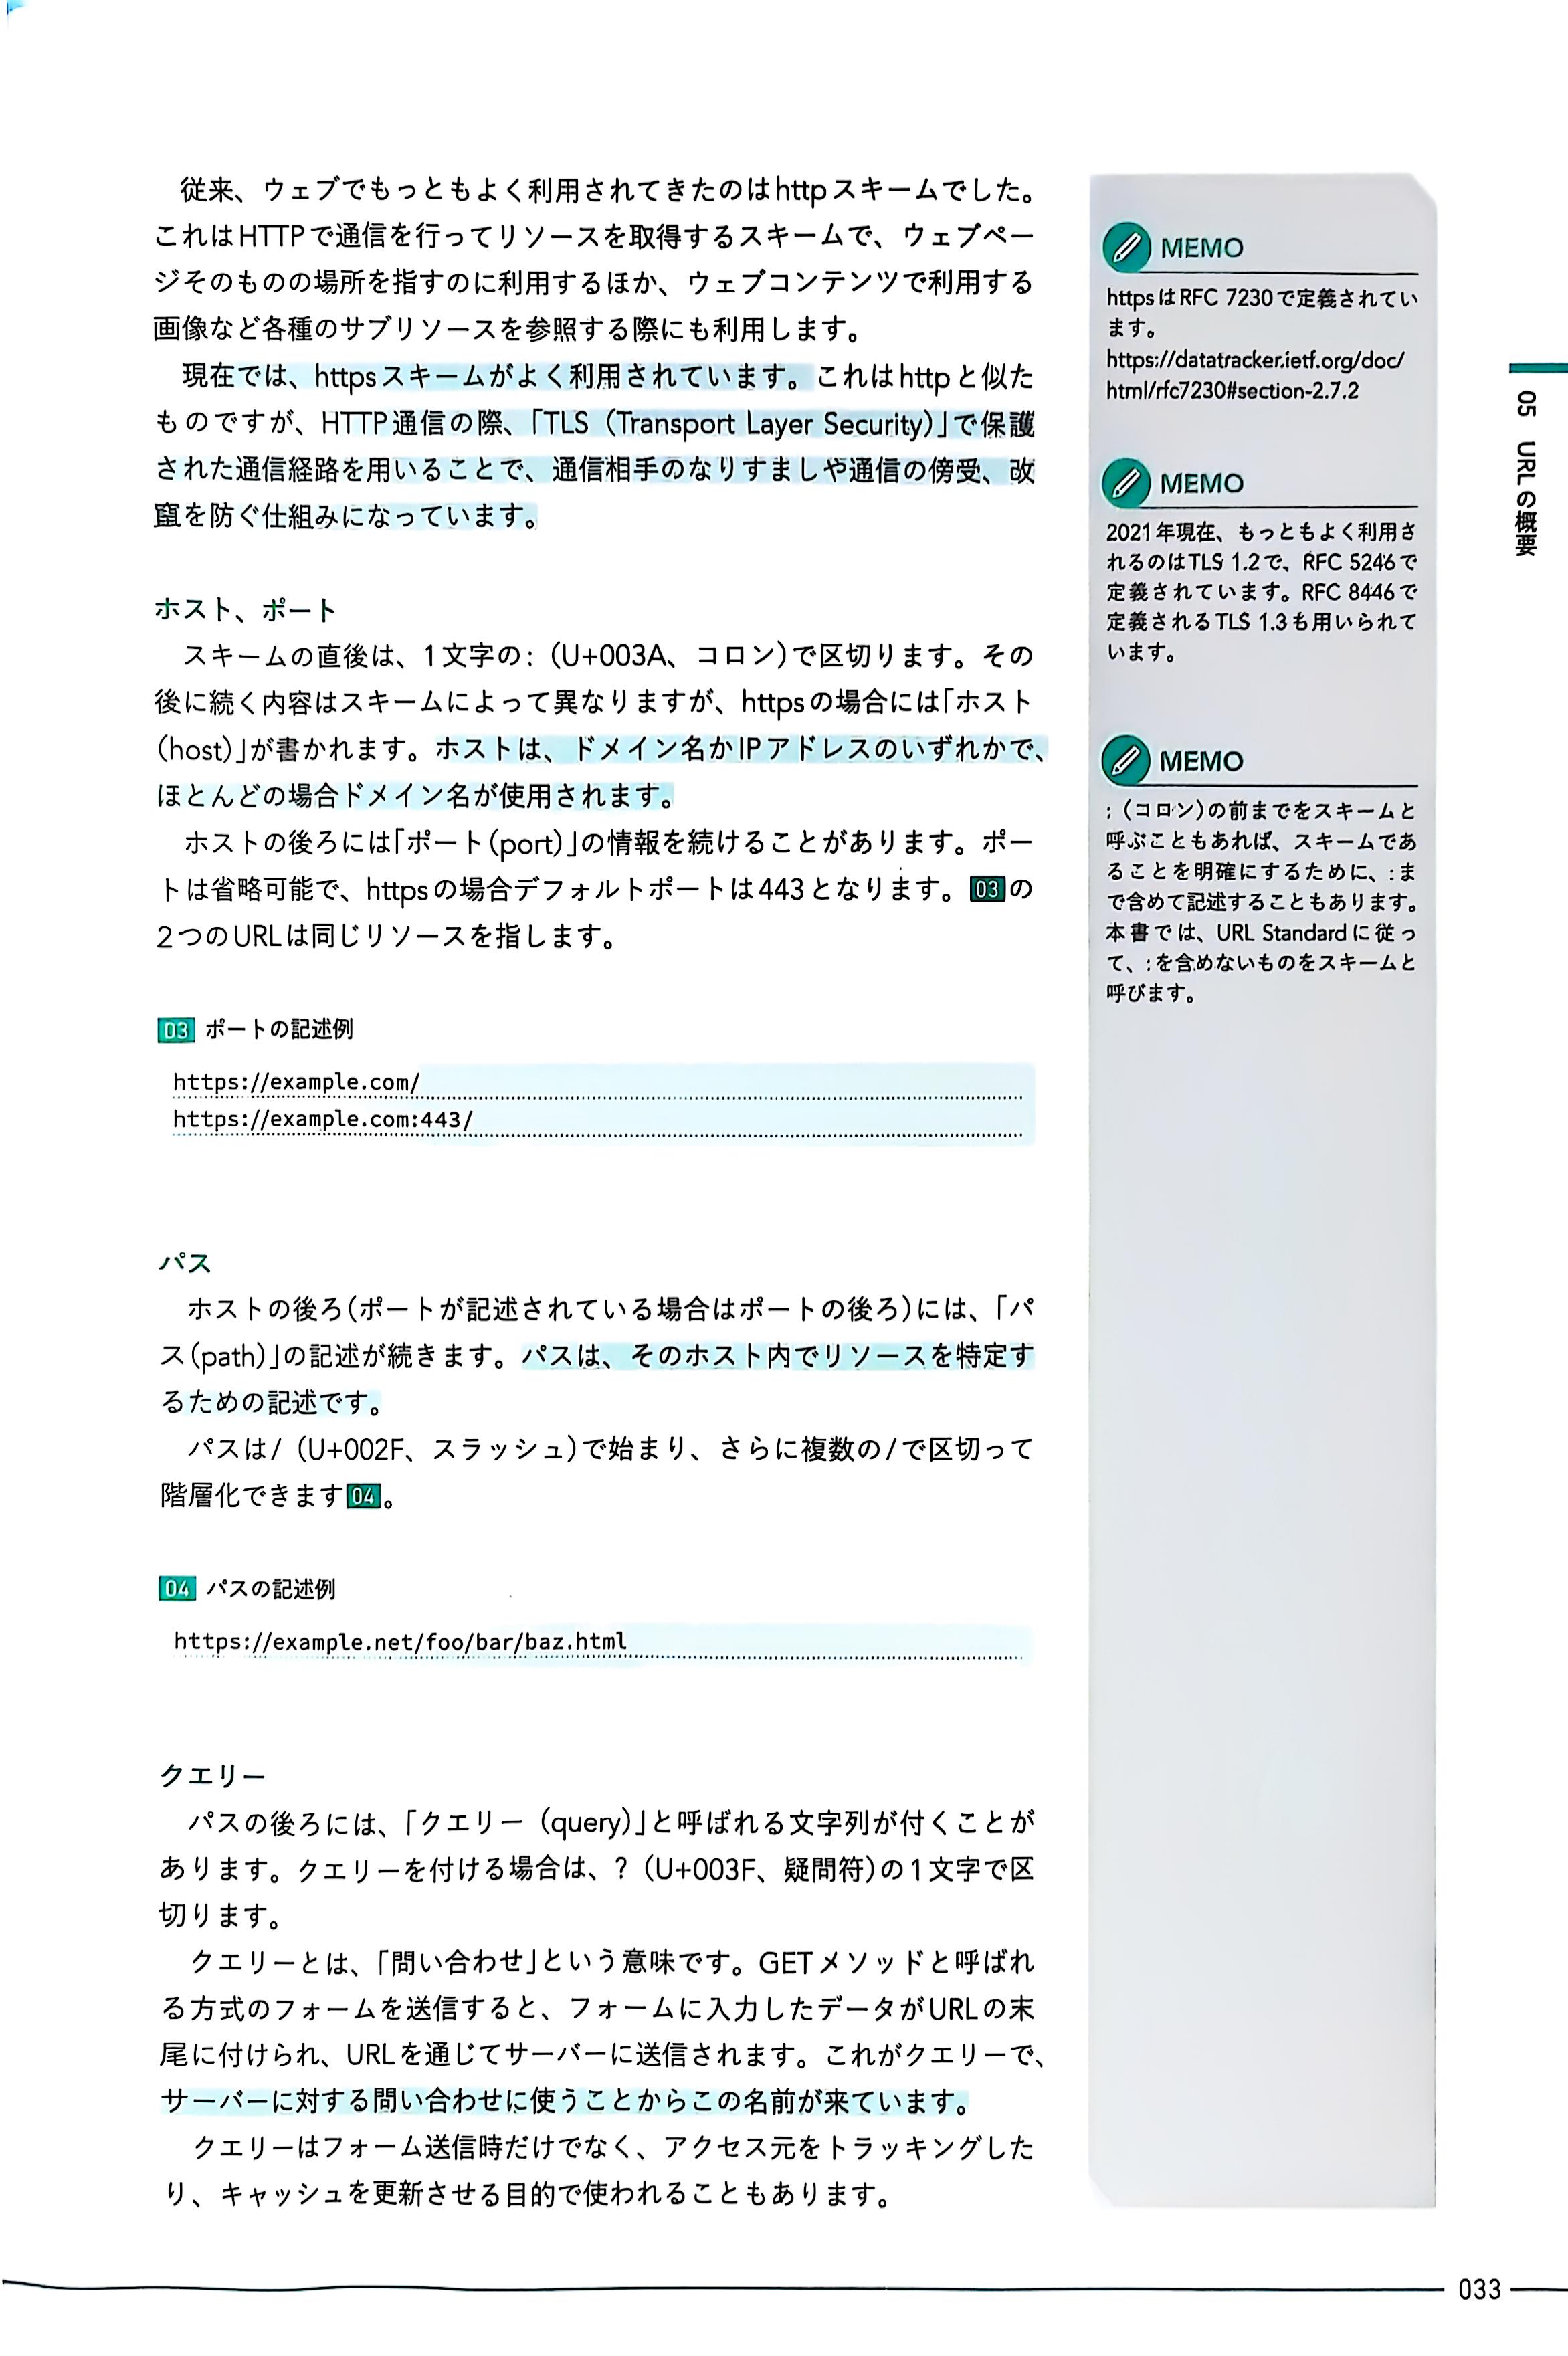 従来、ウェブでもっともよく利用されてきたのはhttpスキームでした。
これはHTTPで通信を行ってリソースを取得するスキームで、ウェブペー
ジそのものの場所を指すのに利用するほか、ウェブコンテンツで利用する
画像など各種のサブリソースを参照する際にも利用します。
現在では、httpsスキームがよく利用されています。これはhttpと似た
ものですが、HTTP通信の際、「TLS（Transport Layer Security）」で保護
された通信経路を用いることで、通信相手のなりすましや通信の傍受、改
竄を防ぐ仕組みになっています。
ホスト、ポート
スキームの直後は、1文字の:（U+003A、コロン）で区切ります。その
後に続く内容はスキームによって異なりますが、httpsの場合には「ホスト
（host）」が書かれます。ホストは、ドメイン名かIPアドレスのいずれかで、
ほとんどの場合ドメイン名が使用されます。
ホストの後ろには「ポート（port）」の情報を続けることがあります。ポー
トは省略可能で、httpsの場合デフォルトポートは443となります。03の
2つのURLは同じリソースを指します。
03 ポートの記述例
https://example.com/
https://example.com:443/
パス
ホストの後ろ（ポートが記述されている場合はポートの後ろ）には、「パ
ス（path）」の記述が続きます。パスは、そのホスト内でリソースを特定す
るための記述です。
パスは/（U+002F、スラッシュ）で始まり、さらに複数の/で区切って
階層化できます04。
04 パスの記述例
https://example.net/foo/bar/baz.html
クエリー
パスの後ろには、「クエリー（query）」と呼ばれる文字列が付くことが
あります。クエリーを付ける場合は、?（U+003F、疑問符）の1文字で区
切ります。
クエリーとは、「問い合わせ」という意味です。GETメソッドと呼ばれ
る方式のフォームを送信すると、フォームに入力したデータがURLの末
尾に付けられ、URLを通じてサーバーに送信されます。これがクエリーで、
サーバーに対する問い合わせに使うことからこの名前が来ています。
クエリーはフォーム送信時だけでなく、アクセス元をトラッキングした
り、キャッシュを更新させる目的で使われることもあります。
MEMO
httpsはRFC 7230で定義されてい
ます。
https://datatracker.ietf.org/doc/
html/rfc7230#section-2.7.2
MEMO
2021年現在、もっともよく利用さ
れるのはTLS 1.2で、RFC 5246で
定義されています。RFC 8446で
定義されるTLS 1.3も用いられて
います。
MEMO
:（コロン）の前までをスキームと
呼ぶこともあれば、スキームであ
ることを明確にするために、:ま
で含めて記述することもあります。
本書では、URL Standardに従っ
て、:を含めないものをスキームと
呼びます。
05 URLの概要
033